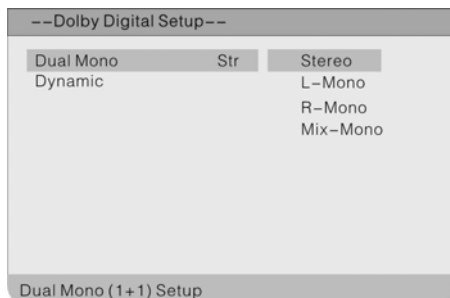 --Dolby Digital Setup--
Dual Mono Str Stereo
Dynamic L-Mono
R-Mono
Mix-Mono
Dual Mono (1+1) Setup